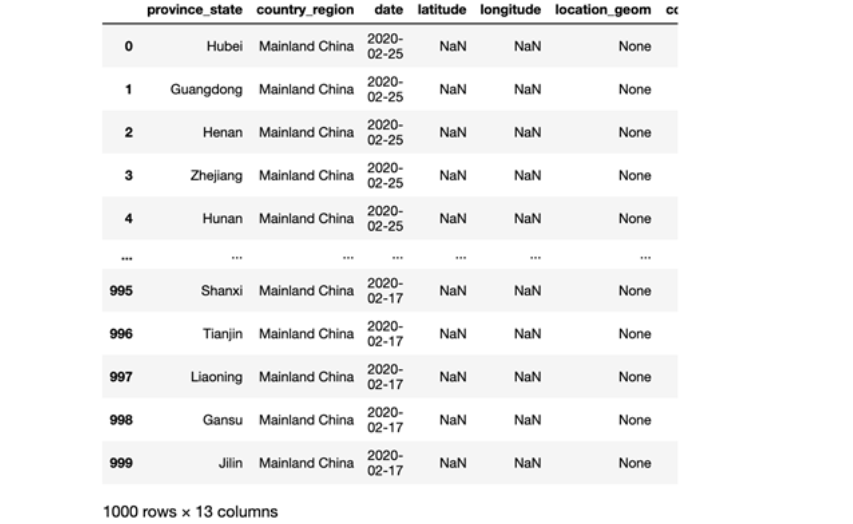 province_state country_region date latitude longitude location_geom
0 Hubei Mainland China 2020-02-25 NaN NaN None
1 Guangdong Mainland China 2020-02-25 NaN NaN None
2 Henan Mainland China 2020-02-25 NaN NaN None
3 Zhejiang Mainland China 2020-02-25 NaN NaN None
4 Hunan Mainland China 2020-02-25 NaN NaN None
... ... ... ... ... ... ...
995 Shanxi Mainland China 2020-02-17 NaN NaN None
996 Tianjin Mainland China 2020-02-17 NaN NaN None
997 Liaoning Mainland China 2020-02-17 NaN NaN None
998 Gansu Mainland China 2020-02-17 NaN NaN None
999 Jilin Mainland China 2020-02-17 NaN NaN None
1000 rows × 13 columns